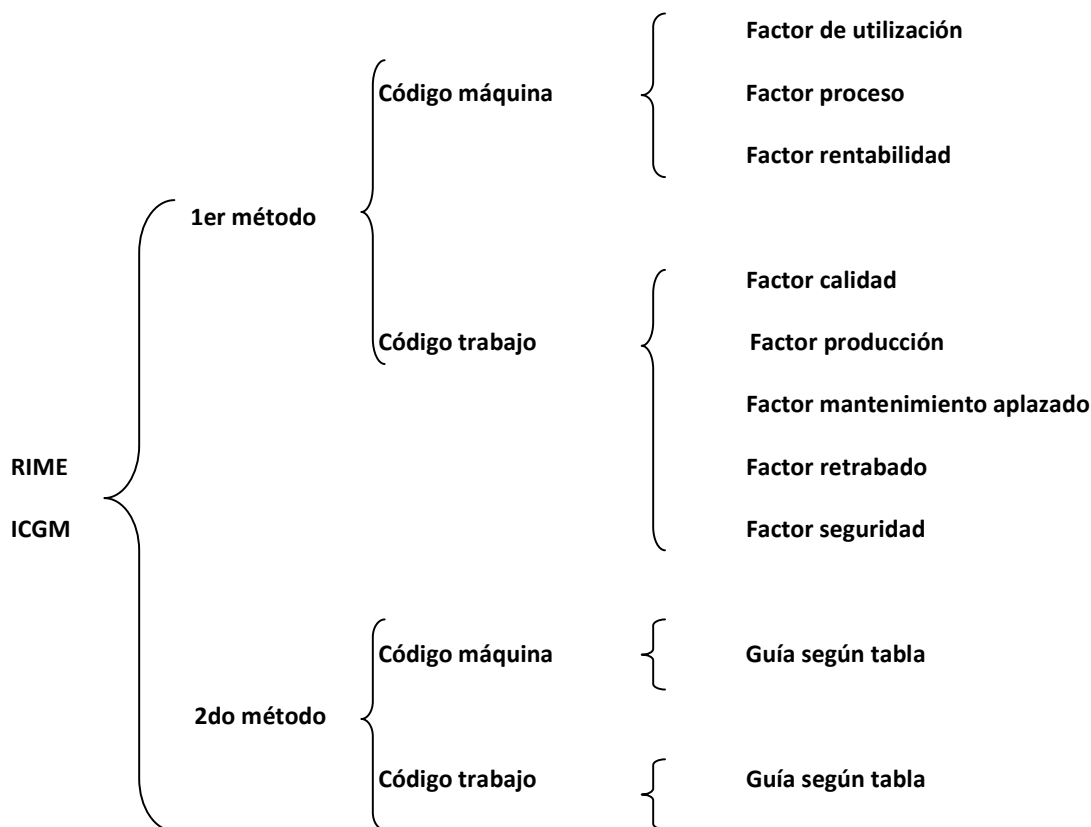 RIME
ICGM
1er método
Código máquina
Factor de utilización
Factor proceso
Factor rentabilidad
Código trabajo
Factor calidad
Factor producción
Factor mantenimiento aplazado
Factor retrabado
Factor seguridad
2do método
Código máquina
Guía según tabla
Código trabajo
Guía según tabla